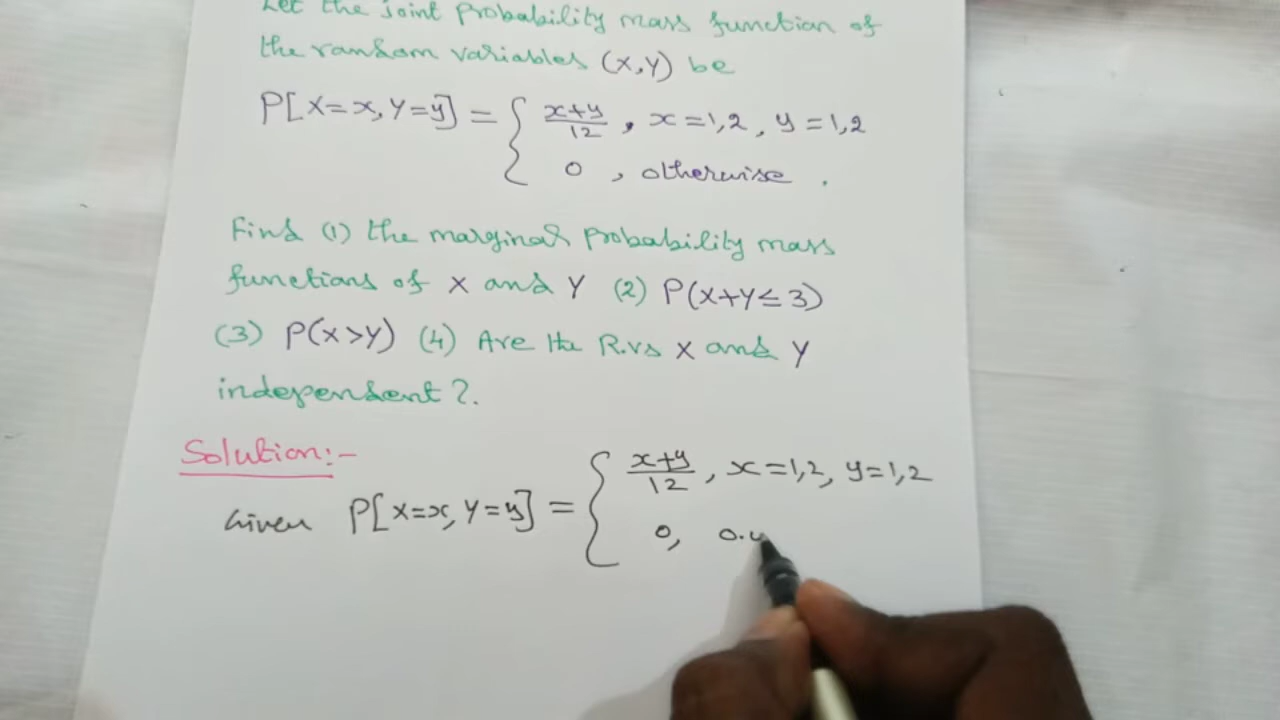 Let the Joint Probability mass function of
the random variables (X,Y) be
P[X=x, Y=y] = { x+y/12 , x=1,2 , y=1,2
0 , otherwise .
Find (1) the marginal Probability mass
functions of X and Y (2) P(X+Y≤3)
(3) P(X>Y) (4) Are the R.vs X and Y
independent?.
Solution:-
Given P[X=x, Y=y] = { x+y/12 , x=1,2, y=1,2
0, o.w